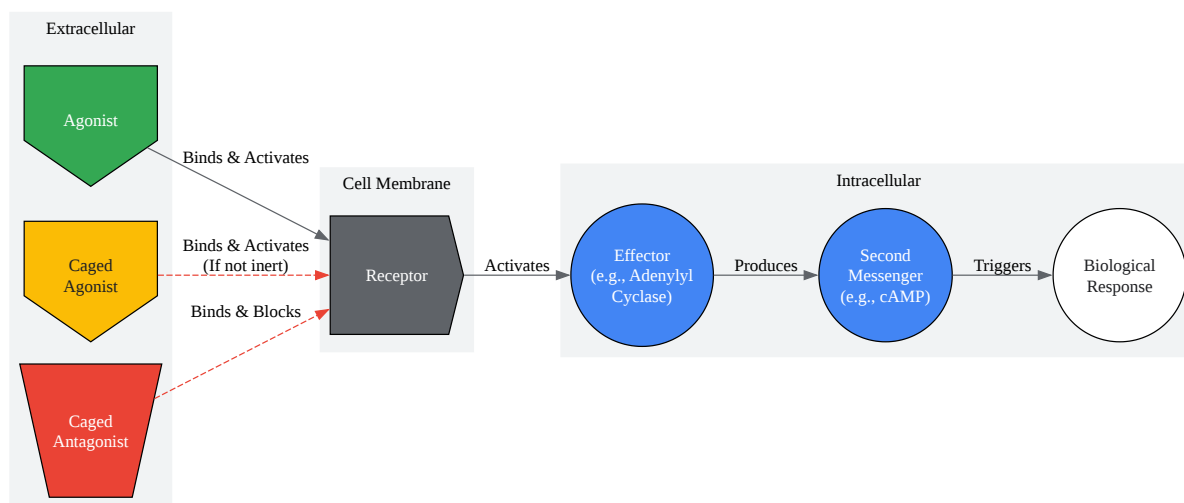 Extracellular
Agonist
Binds & Activates
Cell Membrane
Intracellular
Caged
Agonist
Binds & Activates
(If not inert)
Receptor
Activates
Effector
(e.g., Adenylyl
Cyclase)
Produces
Second
Messenger
(e.g., cAMP)
Triggers
Biological
Response
Binds & Blocks
Caged
Antagonist